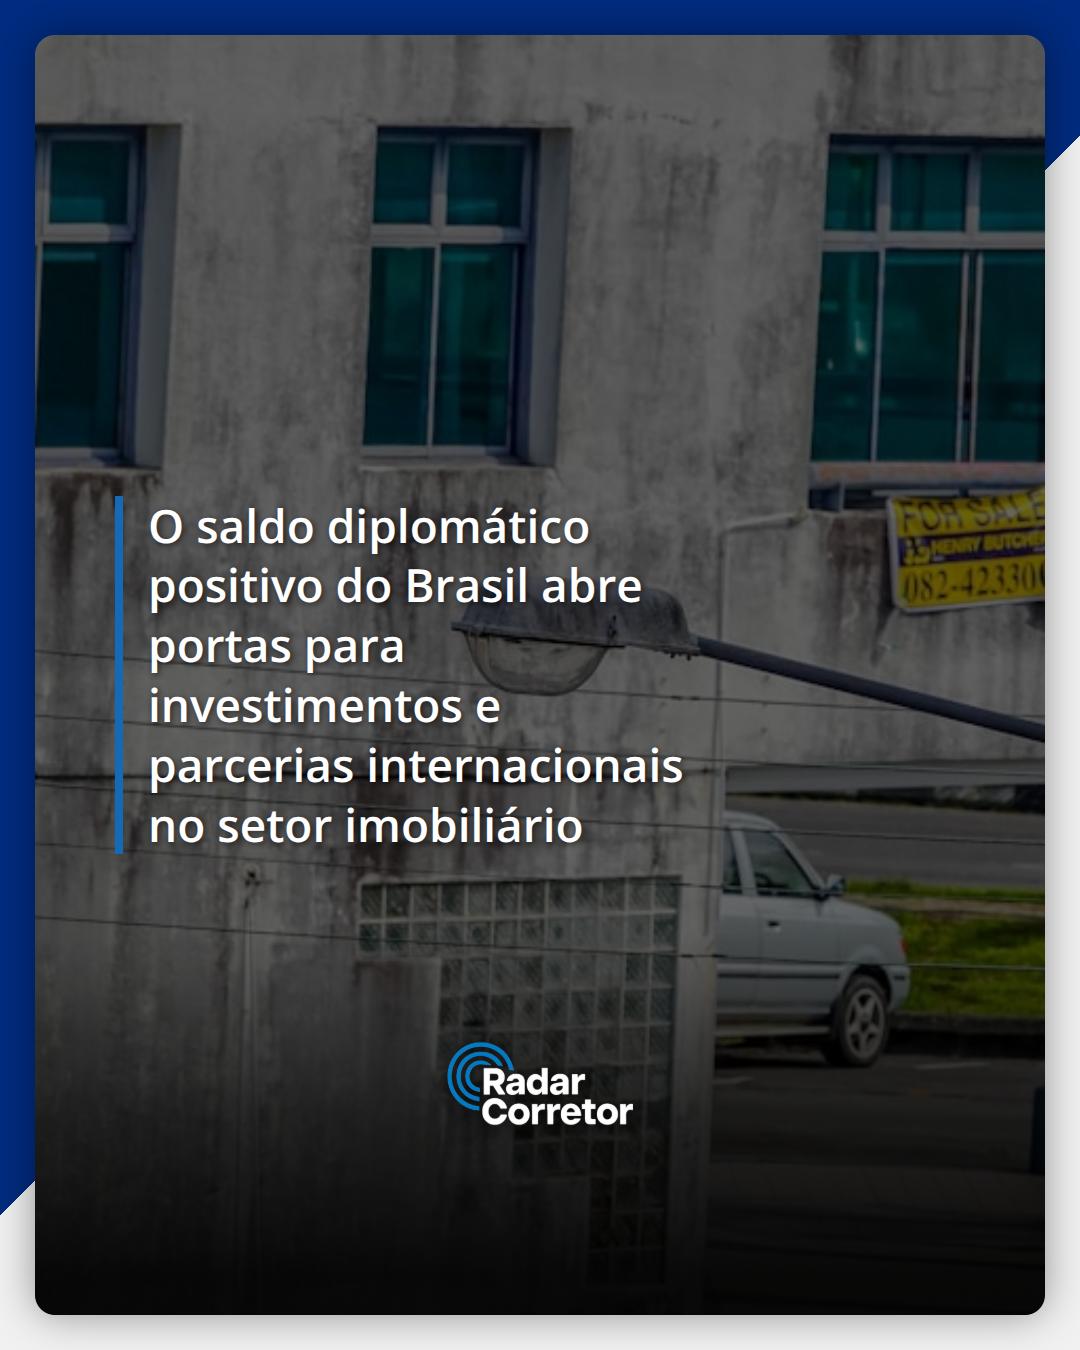 FOR SALE
HENRY BUTCHER
082-42330
O saldo diplomático
positivo do Brasil abre
portas para
investimentos e
parcerias internacionais
no setor imobiliário
Radar
Corretor